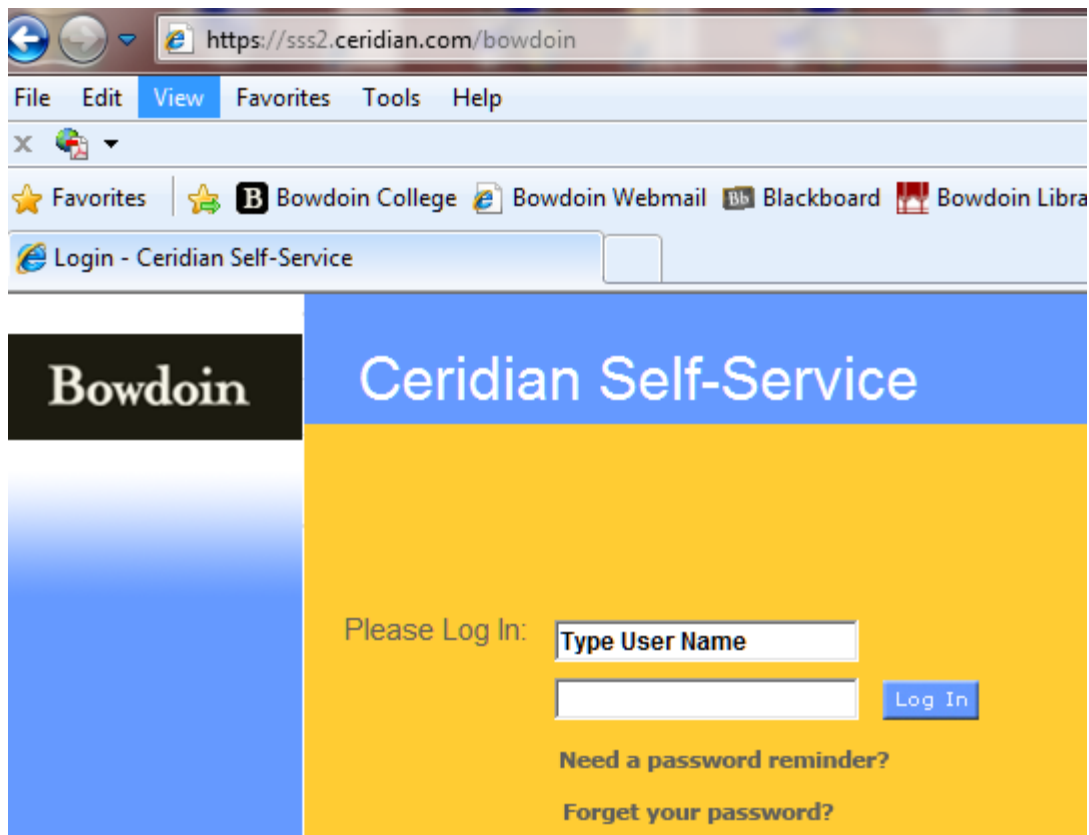 https://sss2.ceridian.com/bowdoin
File Edit View Favorites Tools Help
X
Favorites B Bowdoin College Bowdoin Webmail Bb Blackboard Bowdoin Libra
Login - Ceridian Self-Service
Bowdoin
Ceridian Self-Service
Please Log In: Type User Name
Log In
Need a password reminder?
Forget your password?